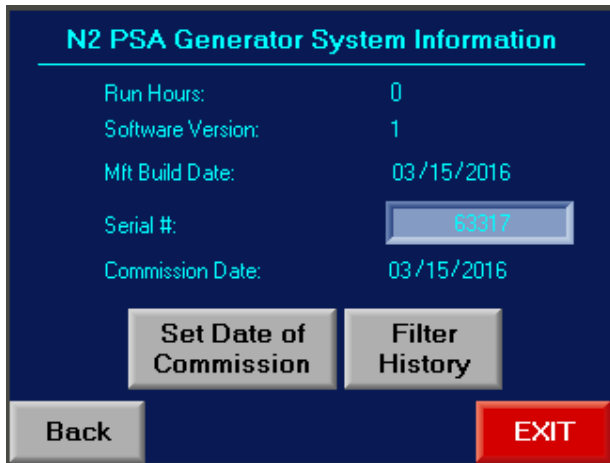 N2 PSA Generator System Information
Run Hours: 0
Software Version: 1
Mft Build Date: 03/15/2016
Serial #: 63317
Commission Date: 03/15/2016
Set Date of
Commission
Filter
History
Back
EXIT